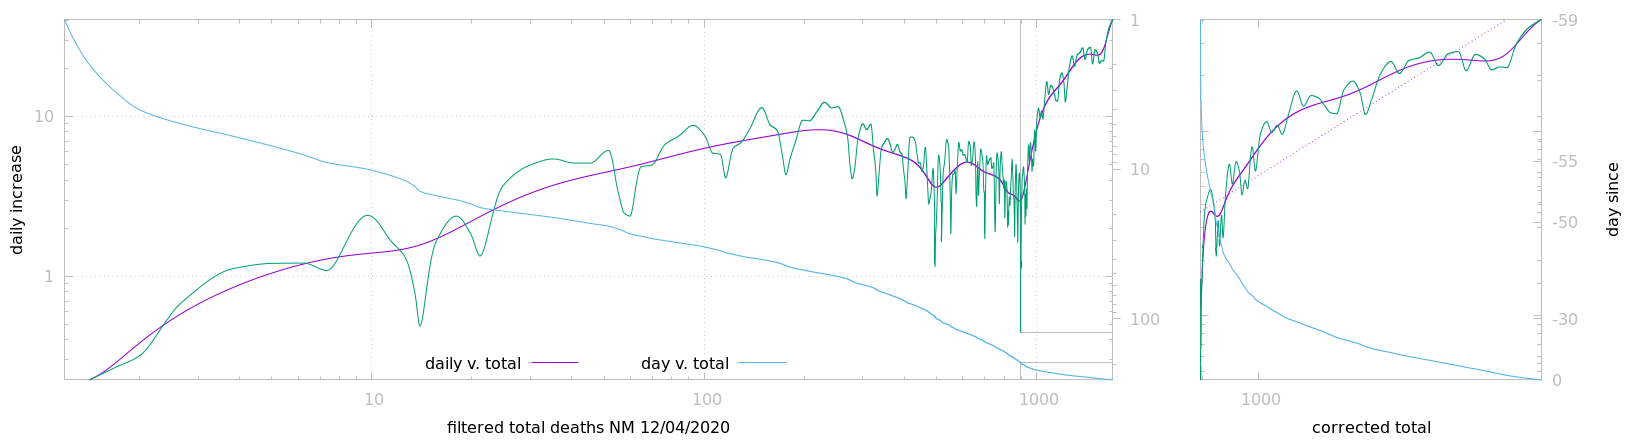 daily increase
10
1
daily v. total
day v. total
10
100
1000
filtered total deaths NM 12/04/2020
1
10
100
1000
corrected total
-59
-55
-50
-30
0
day since